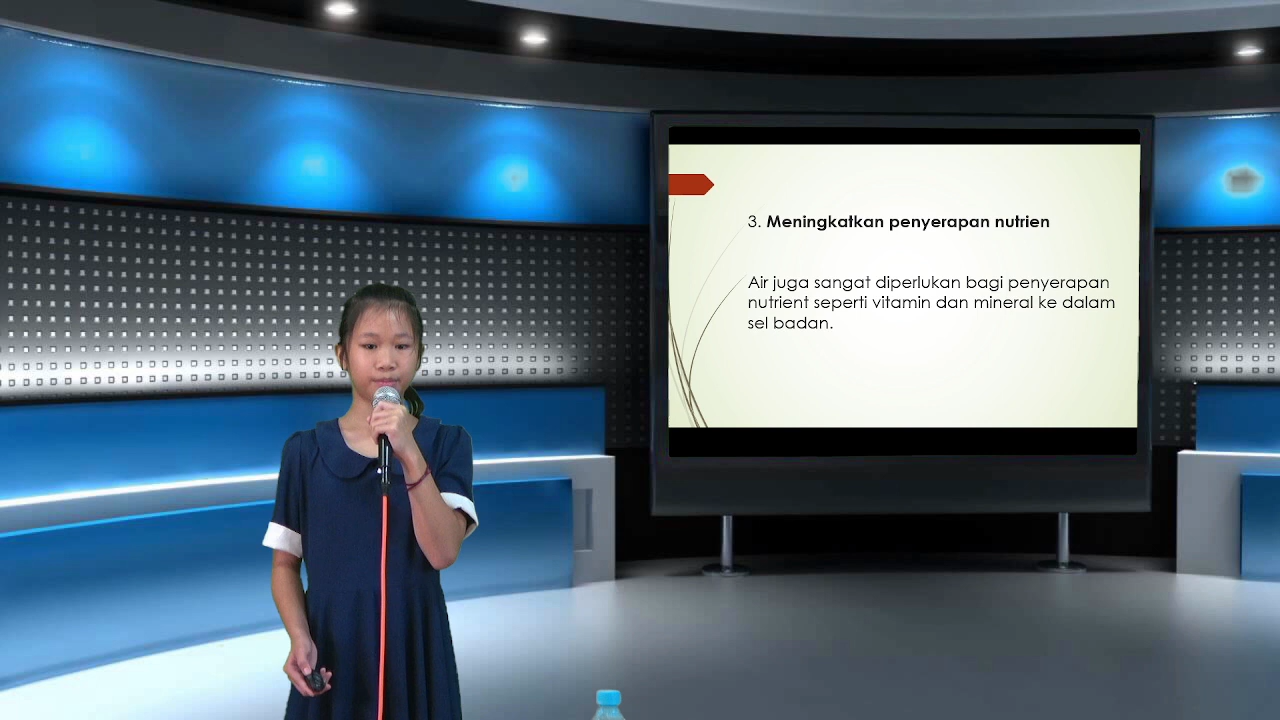 3. Meningkatkan penyerapan nutrien
Air juga sangat diperlukan bagi penyerapan
nutrient seperti vitamin dan mineral ke dalam
sel badan.